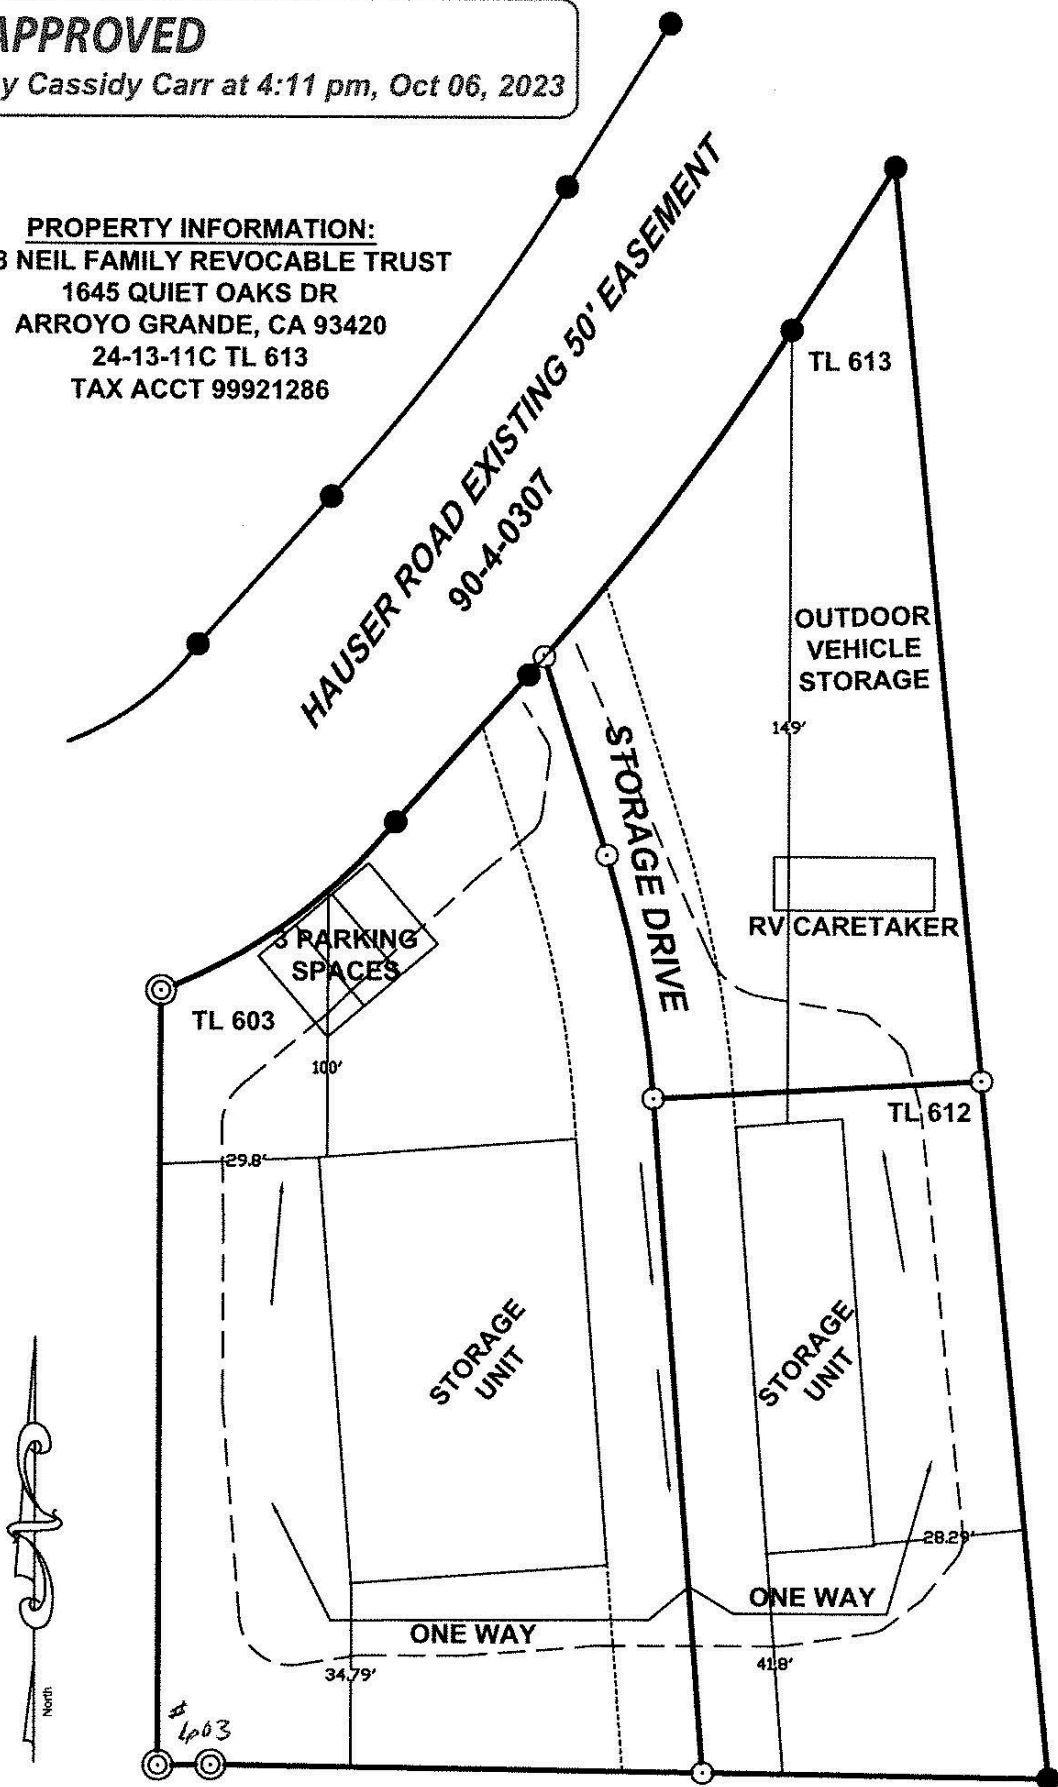 APPROVED
y Cassidy Carr at 4:11 pm, Oct 06, 2023
PROPERTY INFORMATION:
NEIL FAMILY REVOCABLE TRUST
1645 QUIET OAKS DR
ARROYO GRANDE, CA 93420
24-13-11C TL 613
TAX ACCT 99921286
HAUSER ROAD EXISTING 50' EASEMENT
90-4-0307
TL 613
OUTDOOR
VEHICLE
STORAGE
149'
STORAGE DRIVE
RV CARETAKER
3 PARKING
SPACES
TL 603
100'
TL 612
29.8'
STORAGE
UNIT
STORAGE
UNIT
28.29'
ONE WAY
ONE WAY
34.79'
41.8'
North
#
603